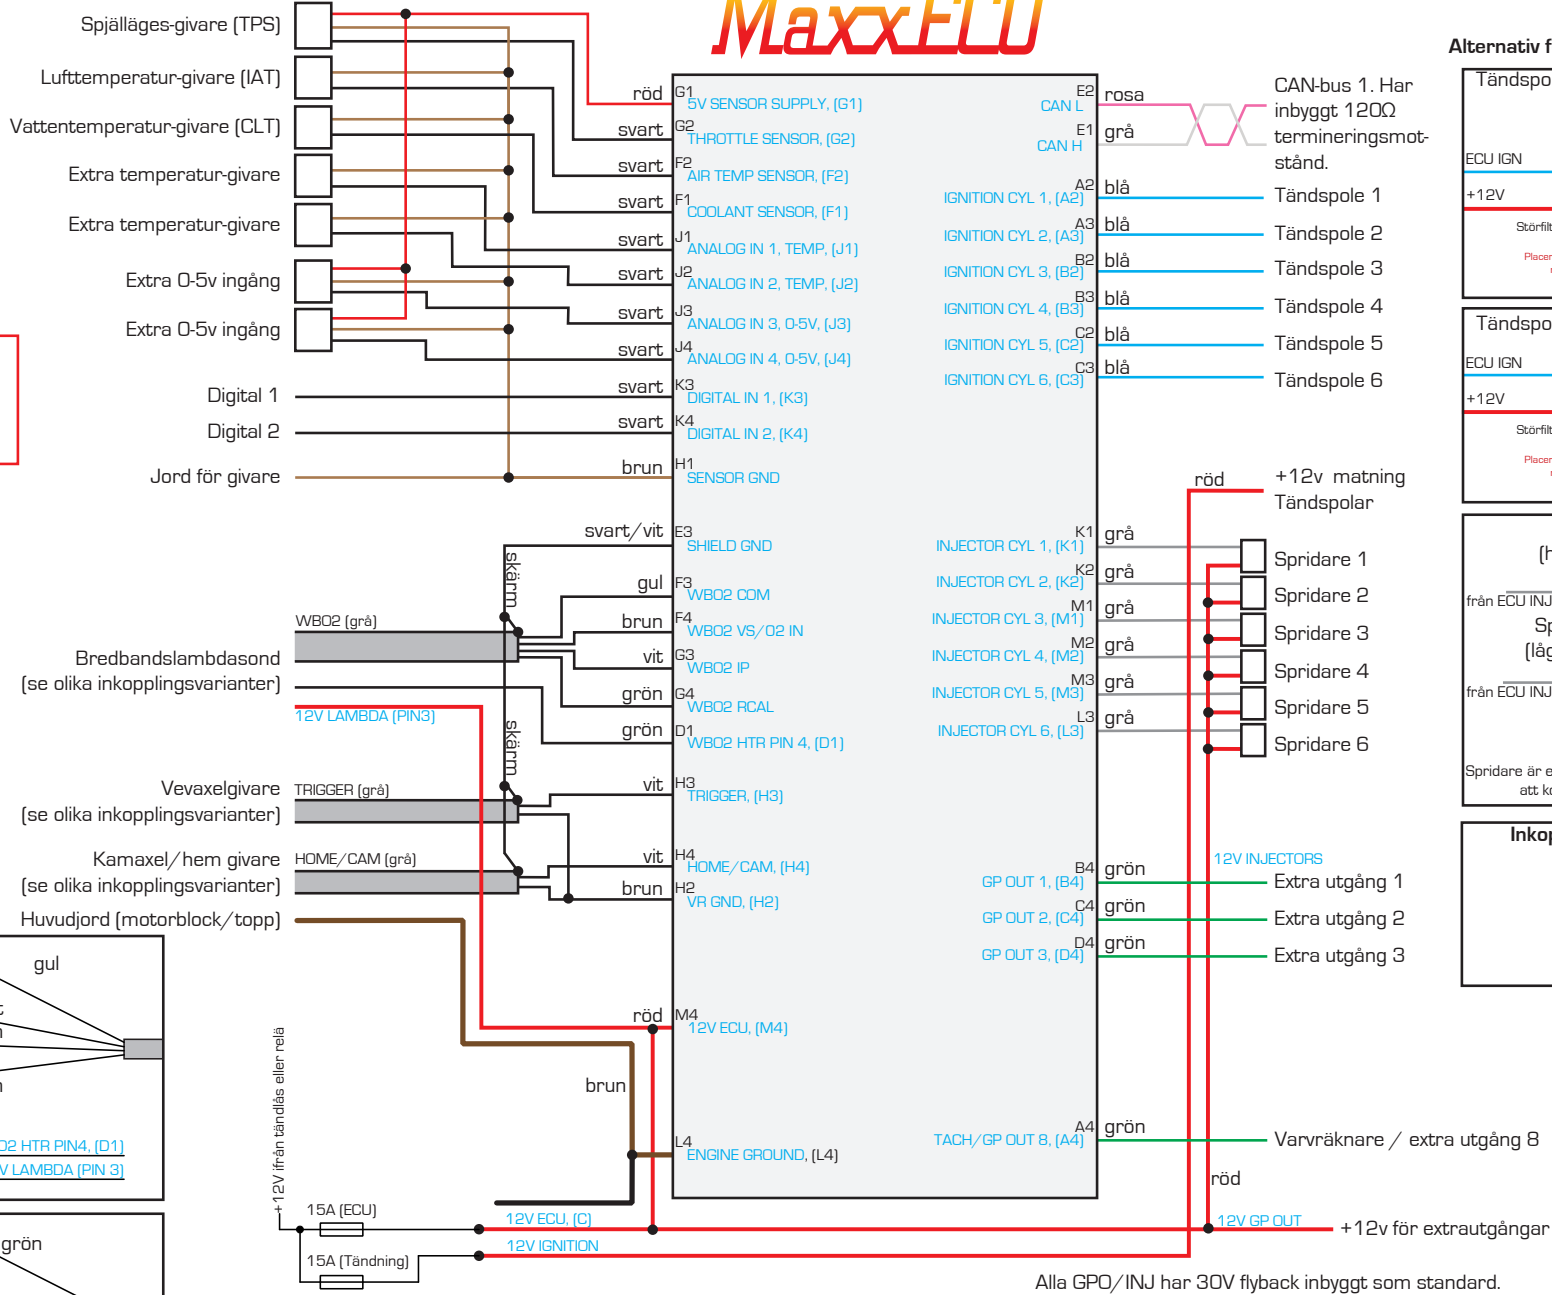 MaxxECU
Spjälläges-givare (TPS)
Lufttemperatur-givare (IAT)
Vattentemperatur-givare (CLT)
Extra temperatur-givare
Extra temperatur-givare
Extra 0-5v ingång
Extra 0-5v ingång
Digital 1
Digital 2
Jord för givare
röd G1
5V SENSOR SUPPLY, (G1)
svart G2
THROTTLE SENSOR, (G2)
svart F2
AIR TEMP SENSOR, (F2)
svart F1
COOLANT SENSOR, (F1)
svart J1
ANALOG IN 1, TEMP, (J1)
svart J2
ANALOG IN 2, TEMP, (J2)
svart J3
ANALOG IN 3, 0-5V, (J3)
svart J4
ANALOG IN 4, 0-5V, (J4)
svart K3
DIGITAL IN 1, (K3)
svart K4
DIGITAL IN 2, (K4)
brun H1
SENSOR GND
svart/vit E3
SHIELD GND
skärm
gul F3
WBO2 COM
brun F4
WBO2 VS/O2 IN
vit G3
WBO2 IP
grön G4
WBO2 RCAL
grön D1
WBO2 HTR PIN 4, (D1)
WBO2 (grå)
Bredbandslambdasond
(se olika inkopplingsvarianter)
12V LAMBDA (PIN3)
skärm
Vevaxelgivare
(se olika inkopplingsvarianter)
TRIGGER (grå)
vit H3
TRIGGER, (H3)
Kamaxel/hem givare
(se olika inkopplingsvarianter)
HOME/CAM (grå)
vit H4
HOME/CAM, (H4)
brun H2
VR GND, (H2)
Huvudjord (motorblock/topp)
röd M4
12V ECU, (M4)
brun
L4
ENGINE GROUND, (L4)
E2 rosa
CAN L
E1 grå
CAN H
CAN-bus 1. Har
inbyggt 120Ω
termineringsmot-
stånd.
A2 blå
IGNITION CYL 1, (A2)
Tändspole 1
A3 blå
IGNITION CYL 2, (A3)
Tändspole 2
B2 blå
IGNITION CYL 3, (B2)
Tändspole 3
B3 blå
IGNITION CYL 4, (B3)
Tändspole 4
C2 blå
IGNITION CYL 5, (C2)
Tändspole 5
C3 blå
IGNITION CYL 6, (C3)
Tändspole 6
röd
+12v matning
Tändspolar
K1 grå
INJECTOR CYL 1, (K1)
Spridare 1
K2 grå
INJECTOR CYL 2, (K2)
Spridare 2
M1 grå
INJECTOR CYL 3, (M1)
Spridare 3
M2 grå
INJECTOR CYL 4, (M2)
Spridare 4
M3 grå
INJECTOR CYL 5, (M3)
Spridare 5
L3 grå
INJECTOR CYL 6, (L3)
Spridare 6
12V INJECTORS
B4 grön
GP OUT 1, (B4)
Extra utgång 1
C4 grön
GP OUT 2, (C4)
Extra utgång 2
D4 grön
GP OUT 3, (D4)
Extra utgång 3
A4 grön
TACH/GP OUT 8, (A4)
Varvräknare / extra utgång 8
röd
12V GP OUT
+12v för extrautgångar
+12V ifrån tändlås eller relä
15A (ECU)
12V ECU, (C)
15A (Tändning)
12V IGNITION
Alla GPO/INJ har 30V flyback inbyggt som standard.
gul
O2 HTR PIN4, (D1)
V LAMBDA (PIN 3)
grön
Alternativ f
Tändspo
ECU IGN
+12V
Störfilt
Placer
Tändspo
ECU IGN
+12V
Störfilt
Placer
(h
från ECU INJ
Sp
(låg
från ECU INJ
Spridare är e
att ko
Inkop